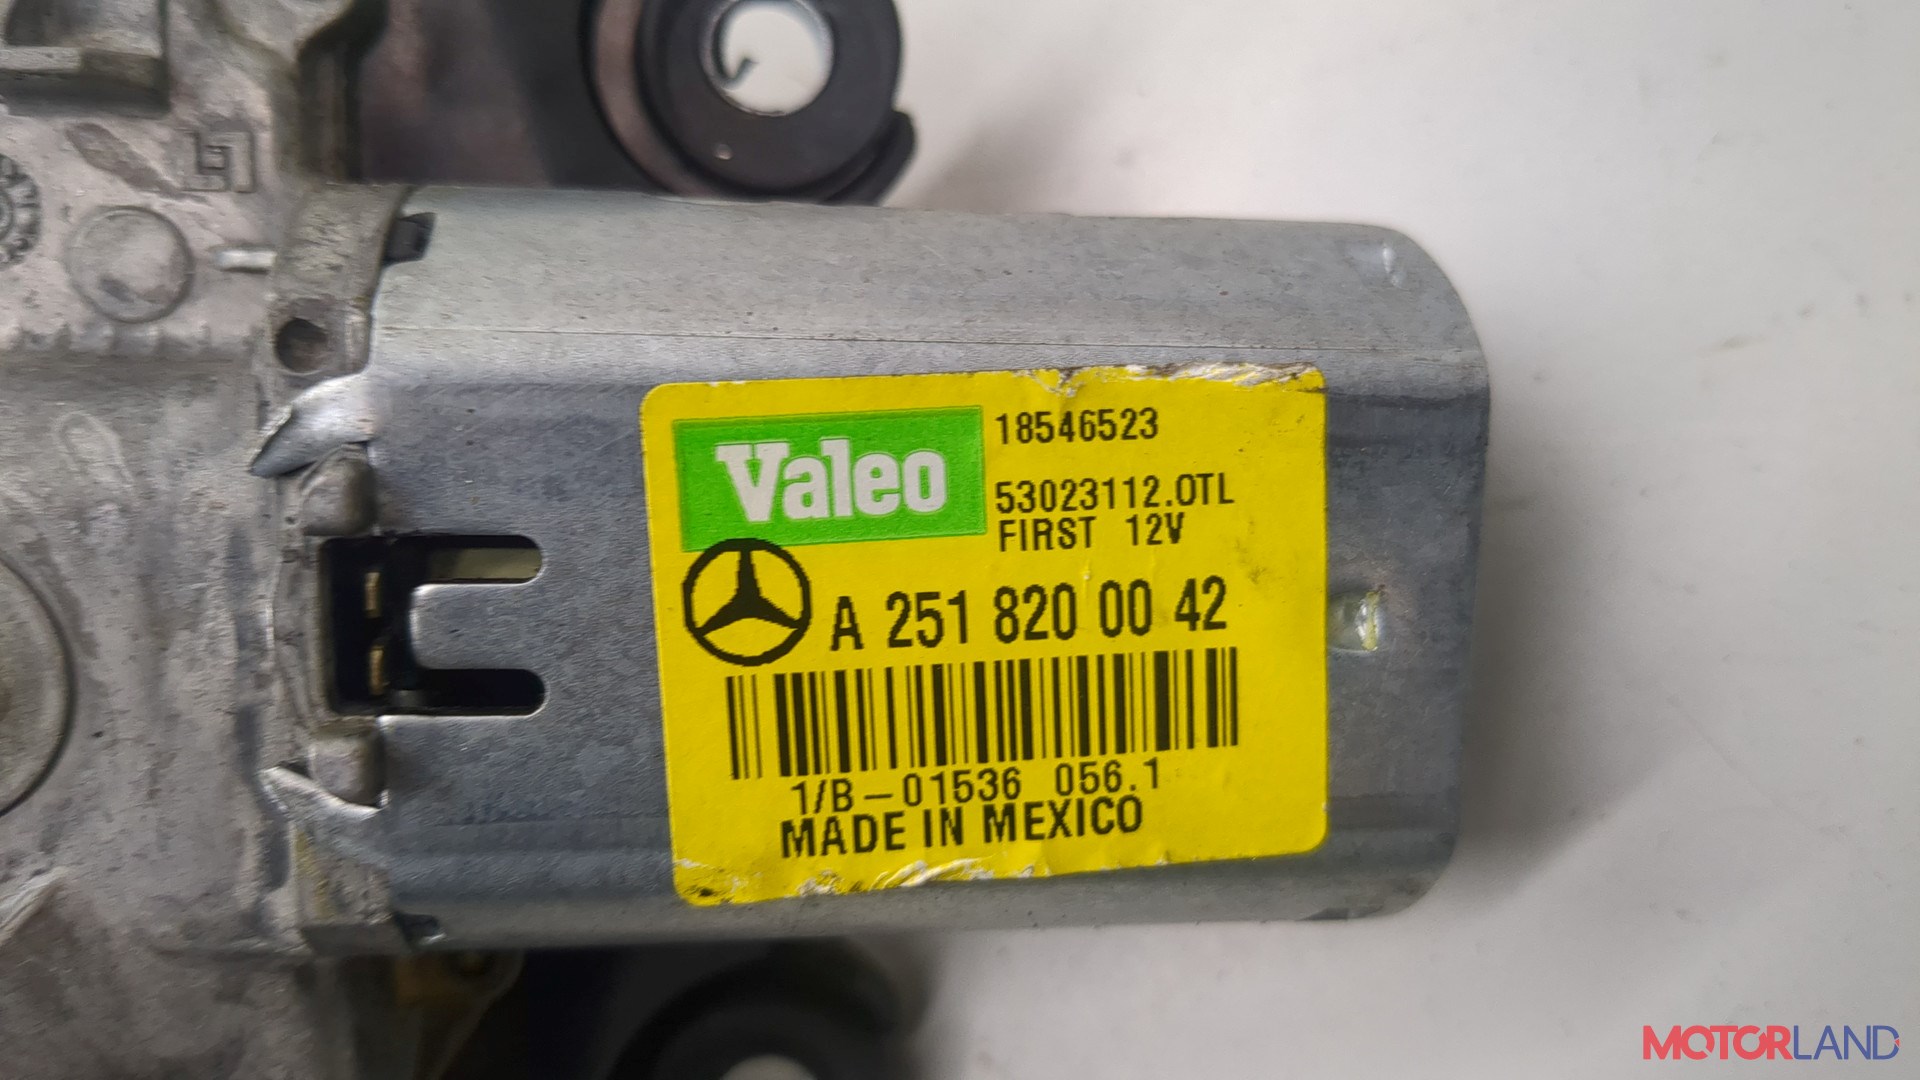 Valeo
18546523
53023112.OTL
FIRST 12V
A 251 820 00 42
1/B-01536 056.1
MADE IN MEXICO
MOTORLAND